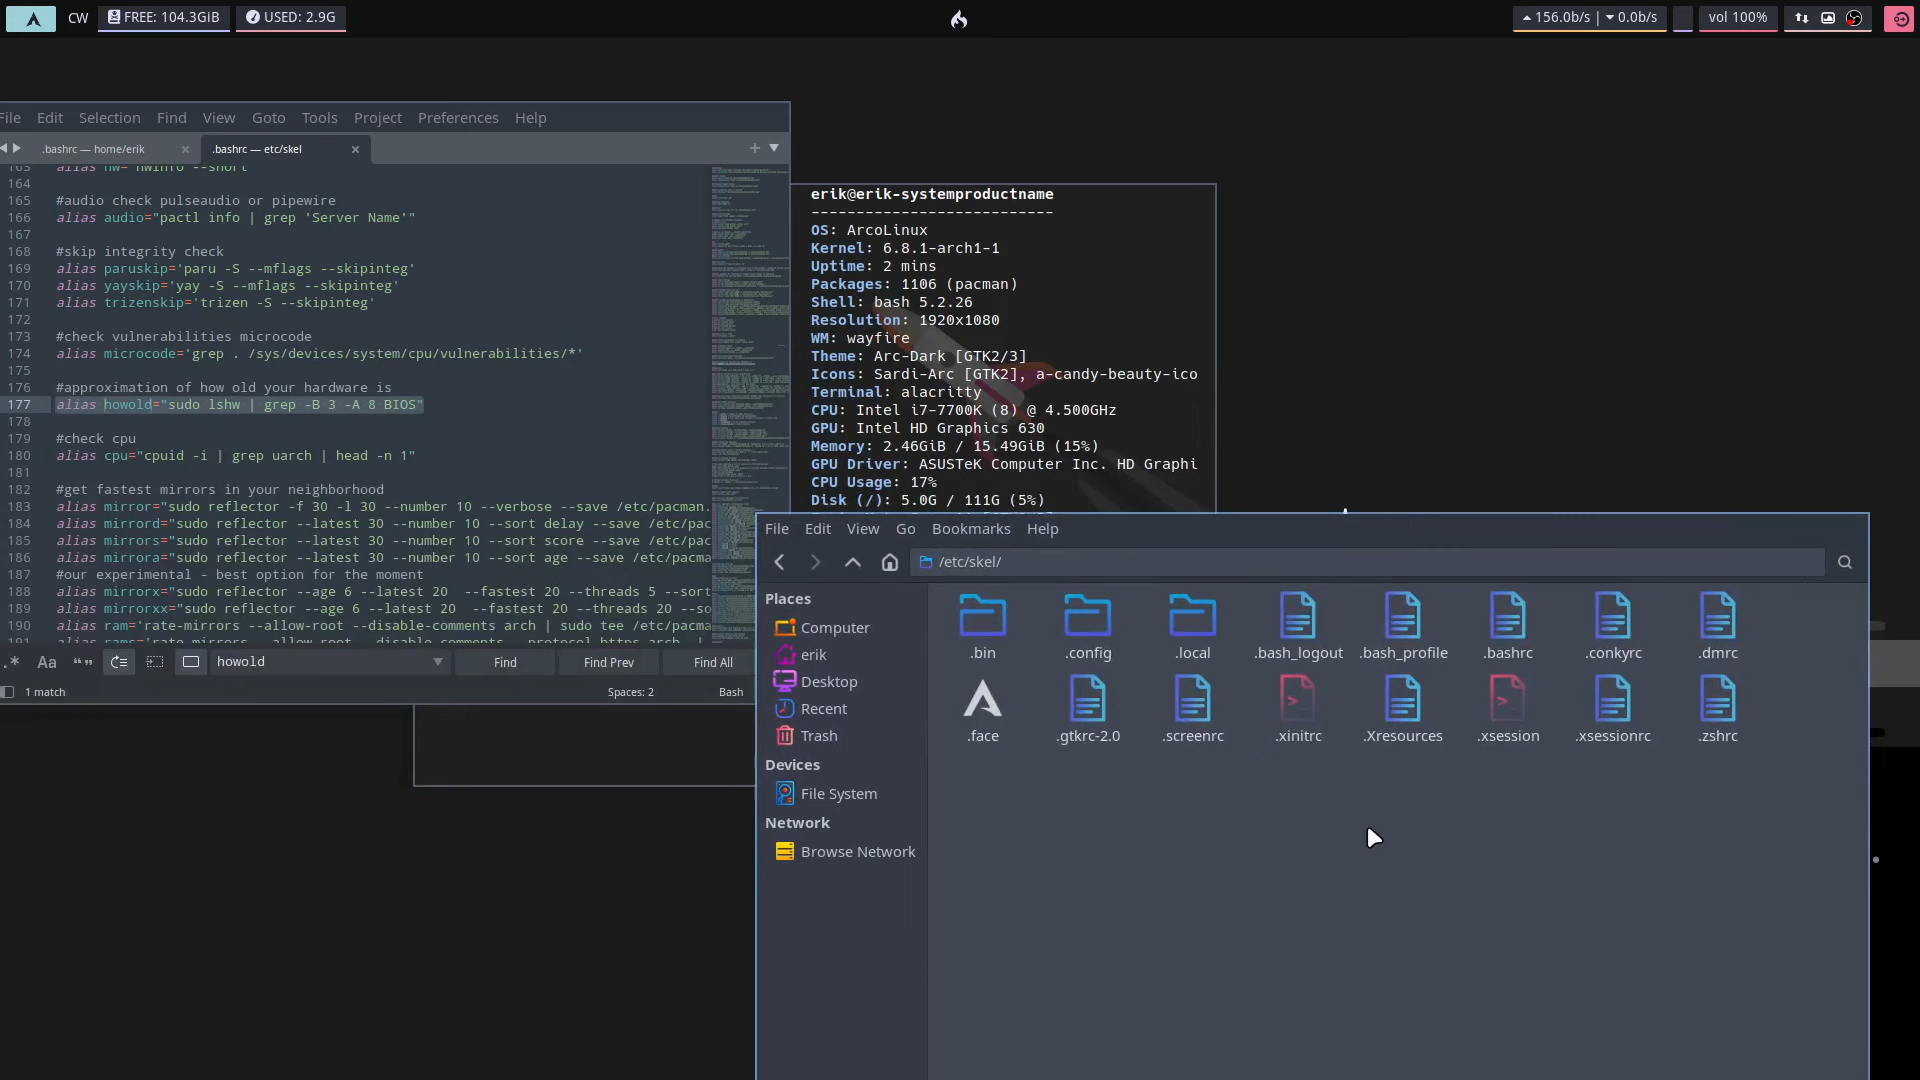 CW
FREE: 104.3GIB
USED: 2.9G
156.0b/s | 0.0b/s
vol 100%
File Edit Selection Find View Goto Tools Project Preferences Help
.bashrc — home/erik ×
.bashrc — etc/skel ×
163 alias hw="hwinfo --short"
164
165 #audio check pulseaudio or pipewire
166 alias audio="pactl info | grep 'Server Name'"
167
168 #skip integrity check
169 alias paruskip='paru -S --mflags --skipinteg'
170 alias yayskip='yay -S --mflags --skipinteg'
171 alias trizenskip='trizen -S --skipinteg'
172
173 #check vulnerabilities microcode
174 alias microcode='grep . /sys/devices/system/cpu/vulnerabilities/*'
175
176 #approximation of how old your hardware is
177 alias howold="sudo lshw | grep -B 3 -A 8 BIOS"
178
179 #check cpu
180 alias cpu="cpuid -i | grep uarch | head -n 1"
181
182 #get fastest mirrors in your neighborhood
183 alias mirror="sudo reflector -f 30 -l 30 --number 10 --verbose --save /etc/pacman.
184 alias mirrord="sudo reflector --latest 30 --number 10 --sort delay --save /etc/pac
185 alias mirrors="sudo reflector --latest 30 --number 10 --sort score --save /etc/pac
186 alias mirrora="sudo reflector --latest 30 --number 10 --sort age --save /etc/pacma
187 #our experimental - best option for the moment
188 alias mirrorx="sudo reflector --age 6 --latest 20  --fastest 20 --threads 5 --sort
189 alias mirrorxx="sudo reflector --age 6 --latest 20  --fastest 20 --threads 20 --so
190 alias ram='rate-mirrors --allow-root --disable-comments arch | sudo tee /etc/pacma
191 alias rams='rate-mirrors --allow-root --disable-comments --protocol https arch |
.* Aa “” howold Find Find Prev Find All
1 match Spaces: 2 Bash
erik@erik-systemproductname
---------------------------
OS: ArcoLinux
Kernel: 6.8.1-arch1-1
Uptime: 2 mins
Packages: 1106 (pacman)
Shell: bash 5.2.26
Resolution: 1920x1080
WM: wayfire
Theme: Arc-Dark [GTK2/3]
Icons: Sardi-Arc [GTK2], a-candy-beauty-ico
Terminal: alacritty
CPU: Intel i7-7700K (8) @ 4.500GHz
GPU: Intel HD Graphics 630
Memory: 2.46GiB / 15.49GiB (15%)
GPU Driver: ASUSTeK Computer Inc. HD Graphi
CPU Usage: 17%
Disk (/): 5.0G / 111G (5%)
File Edit View Go Bookmarks Help
/etc/skel/
Places
Computer
erik
Desktop
Recent
Trash
Devices
File System
Network
Browse Network
.bin .config .local .bash_logout .bash_profile .bashrc .conkyrc .dmrc
.face .gtkrc-2.0 .screenrc .xinitrc .Xresources .xsession .xsessionrc .zshrc